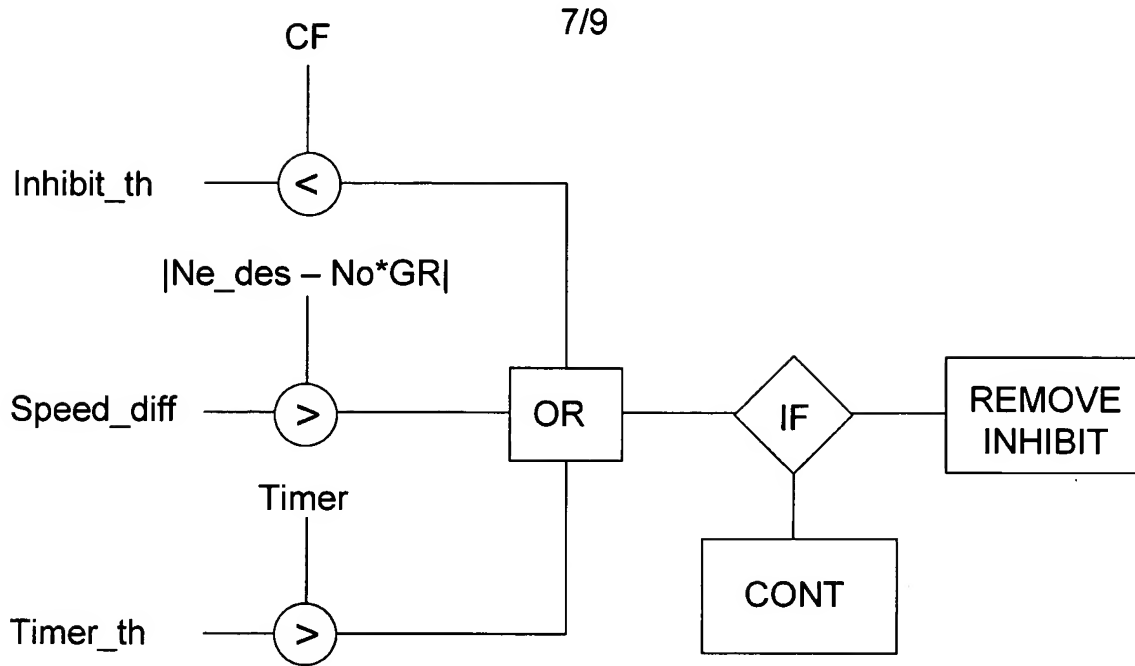 7/9
CF
Inhibit_th
<
|Ne_des – No*GR|
Speed_diff
>
OR
IF
REMOVE
INHIBIT
Timer
CONT
Timer_th
>